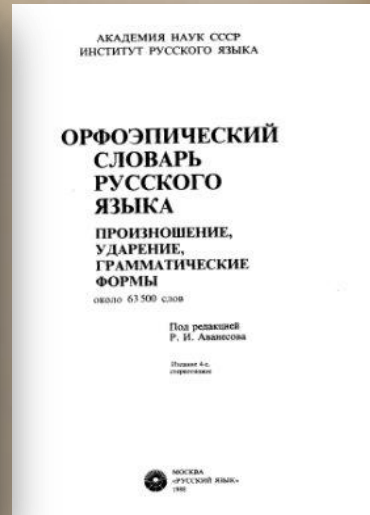 АКАДЕМИЯ НАУК СССР
ИНСТИТУТ РУССКОГО ЯЗЫКА
ОРФОЭПИЧЕСКИЙ
СЛОВАРЬ
РУССКОГО
ЯЗЫКА
ПРОИЗНОШЕНИЕ,
УДАРЕНИЕ,
ГРАММАТИЧЕСКИЕ
ФОРМЫ
около 63 500 слов
Под редакцией
Р. И. Аванесова
Издание 4-е,
стереотипное
МОСКВА
«РУССКИЙ ЯЗЫК»